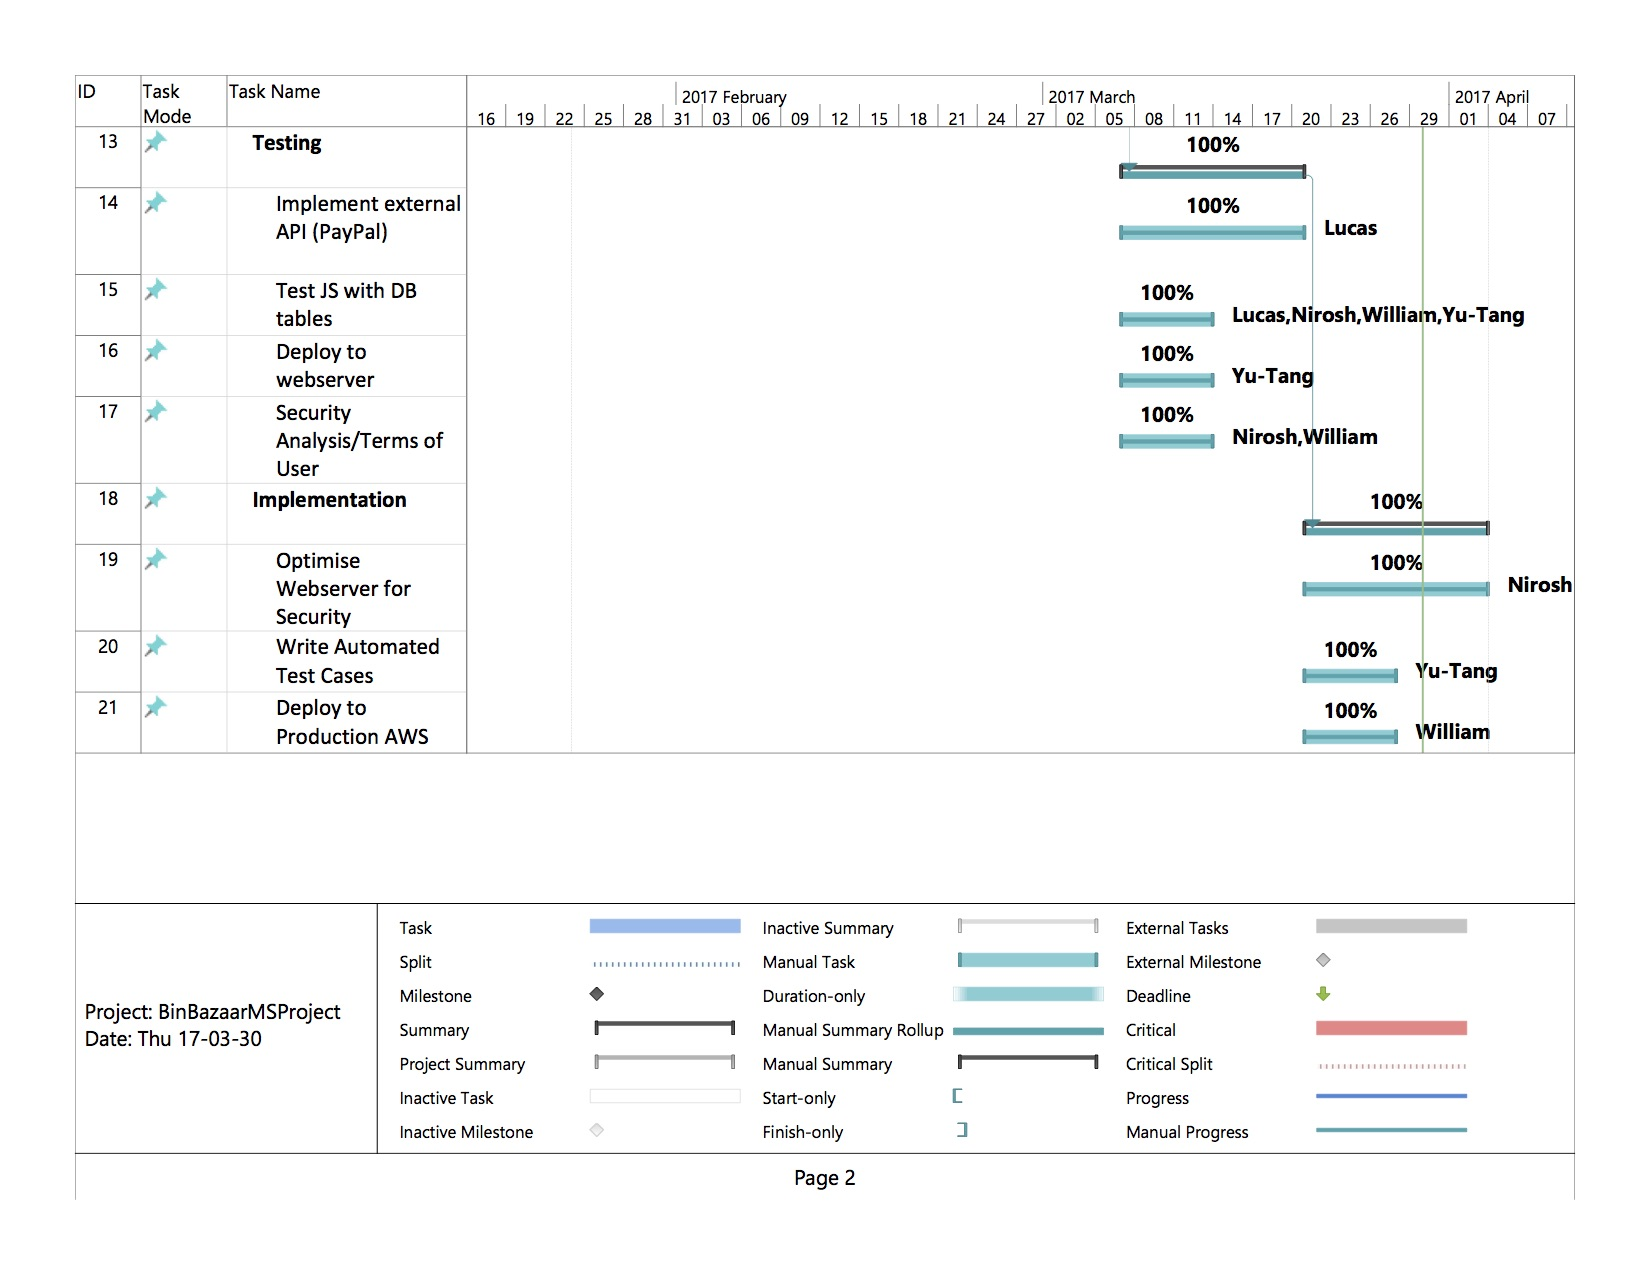 ID
Task
Mode
Task Name
2017 February
2017 March
2017 April
16 19 22 25 28 31 03 06 09 12 15 18 21 24 27 02 05 08 11 14 17 20 23 26 29 01 04 07
13
Testing
100%
14
Implement external
API (PayPal)
100%
Lucas
15
Test JS with DB
tables
100%
Lucas,Nirosh,William,Yu-Tang
16
Deploy to
webserver
100%
Yu-Tang
17
Security
Analysis/Terms of
User
100%
Nirosh,William
18
Implementation
100%
19
Optimise
Webserver for
Security
100%
Nirosh
20
Write Automated
Test Cases
100%
Yu-Tang
21
Deploy to
Production AWS
100%
William
Project: BinBazaarMSProject
Date: Thu 17-03-30
Task
Split
Milestone
Summary
Project Summary
Inactive Task
Inactive Milestone
Inactive Summary
Manual Task
Duration-only
Manual Summary Rollup
Manual Summary
Start-only
Finish-only
External Tasks
External Milestone
Deadline
Critical
Critical Split
Progress
Manual Progress
Page 2